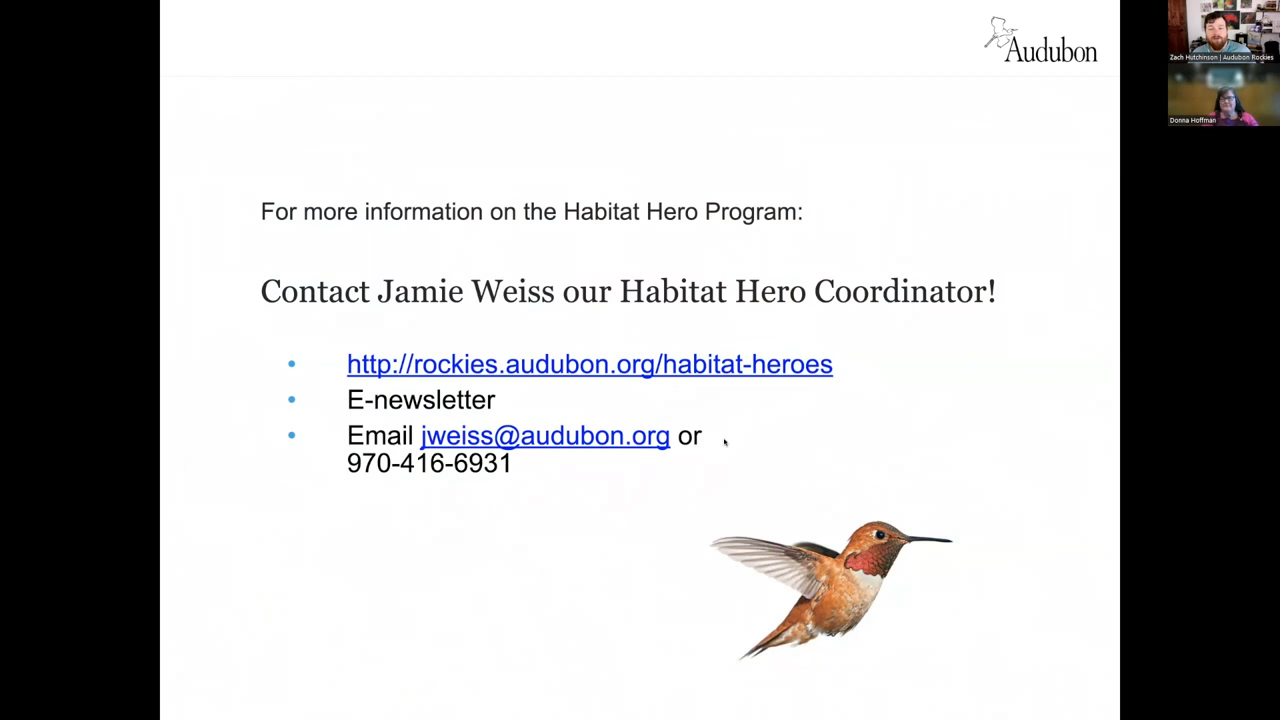 Audubon
Zach Hutchinson | Audubon Rockies
Donna Hoffman
For more information on the Habitat Hero Program:
Contact Jamie Weiss our Habitat Hero Coordinator!
• http://rockies.audubon.org/habitat-heroes
• E-newsletter
• Email jweiss@audubon.org or
970-416-6931